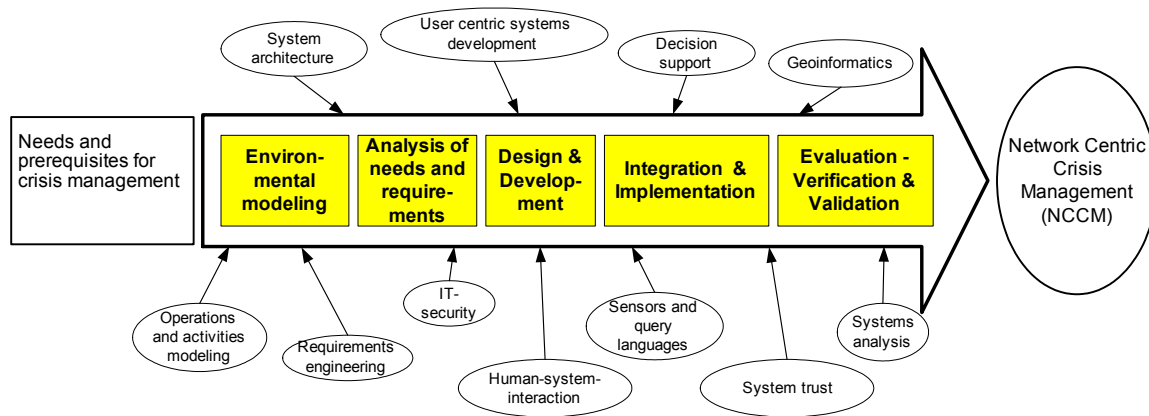 User centric systems
development
System
architecture
Decision
support
Geoinformatics
Needs and
prerequisites for
crisis management
Environ-
mental
modeling
Analysis of
needs and
require-
ments
Design &
Develop-
ment
Integration &
Implementation
Evaluation -
Verification &
Validation
Network Centric
Crisis
Management
(NCCM)
Operations
and activities
modeling
Requirements
engineering
IT-
security
Human-system-
interaction
Sensors and
query
languages
System trust
Systems
analysis